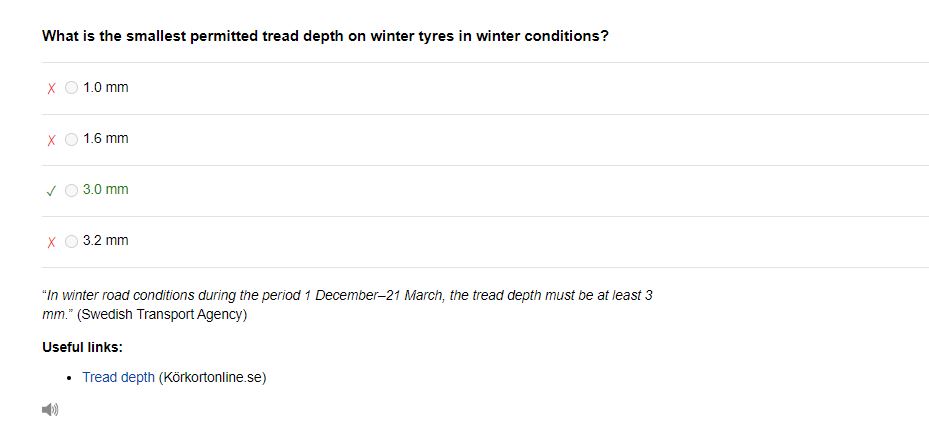 What is the smallest permitted tread depth on winter tyres in winter conditions?
1.0 mm
1.6 mm
3.0 mm
3.2 mm
“In winter road conditions during the period 1 December–21 March, the tread depth must be at least 3
mm.” (Swedish Transport Agency)
Useful links:
Tread depth (Körkortonline.se)